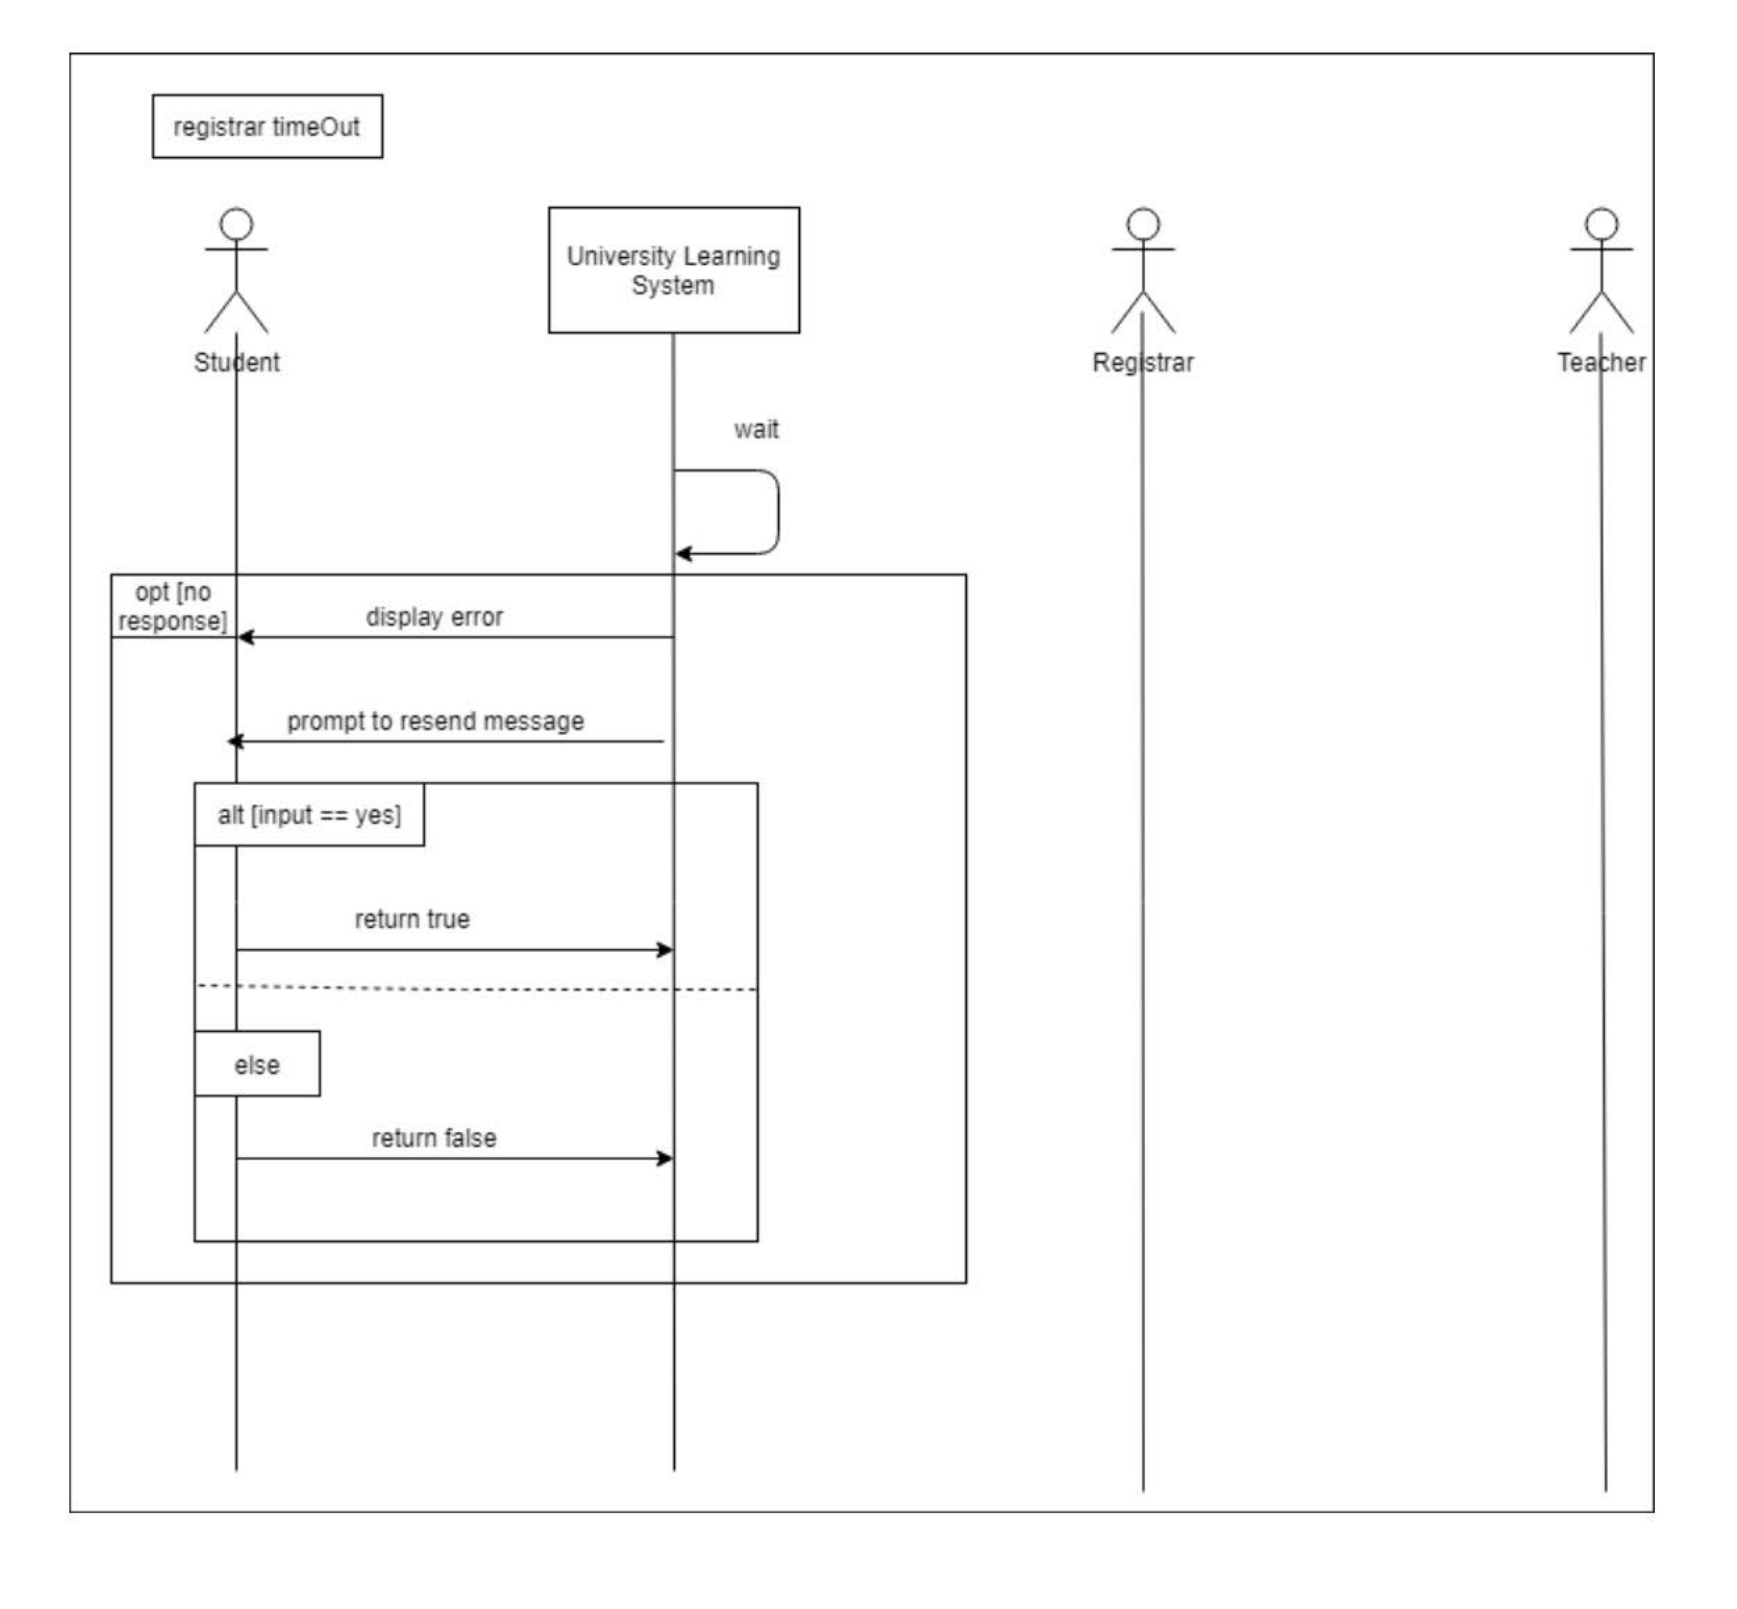 registrar timeOut
University Learning
System
Student
Registrar
Teacher
wait
opt [no
response]
display error
prompt to resend message
alt [input == yes]
return true
else
return false